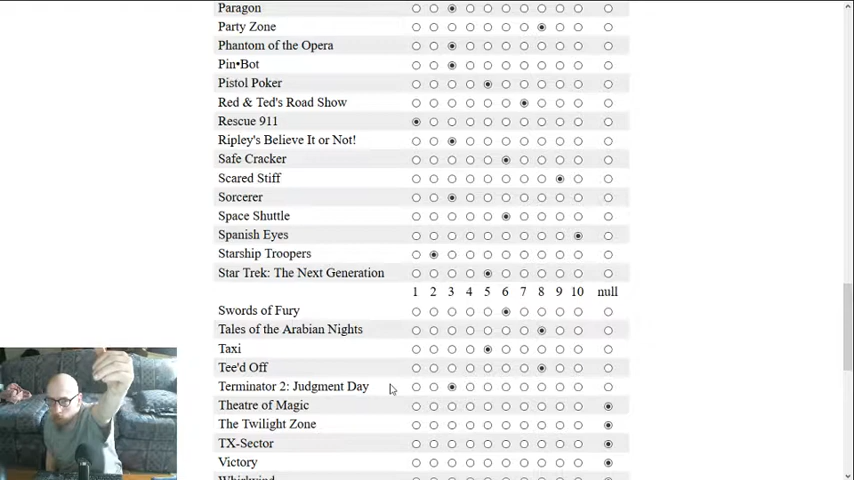 Paragon
Party Zone
Phantom of the Opera
Pin•Bot
Pistol Poker
Red & Ted's Road Show
Rescue 911
Ripley's Believe It or Not!
Safe Cracker
Scared Stiff
Sorcerer
Space Shuttle
Spanish Eyes
Starship Troopers
Star Trek: The Next Generation
1 2 3 4 5 6 7 8 9 10 null
Swords of Fury
Tales of the Arabian Nights
Taxi
Tee'd Off
Terminator 2: Judgment Day
Theatre of Magic
The Twilight Zone
TX-Sector
Victory
Whirlwind